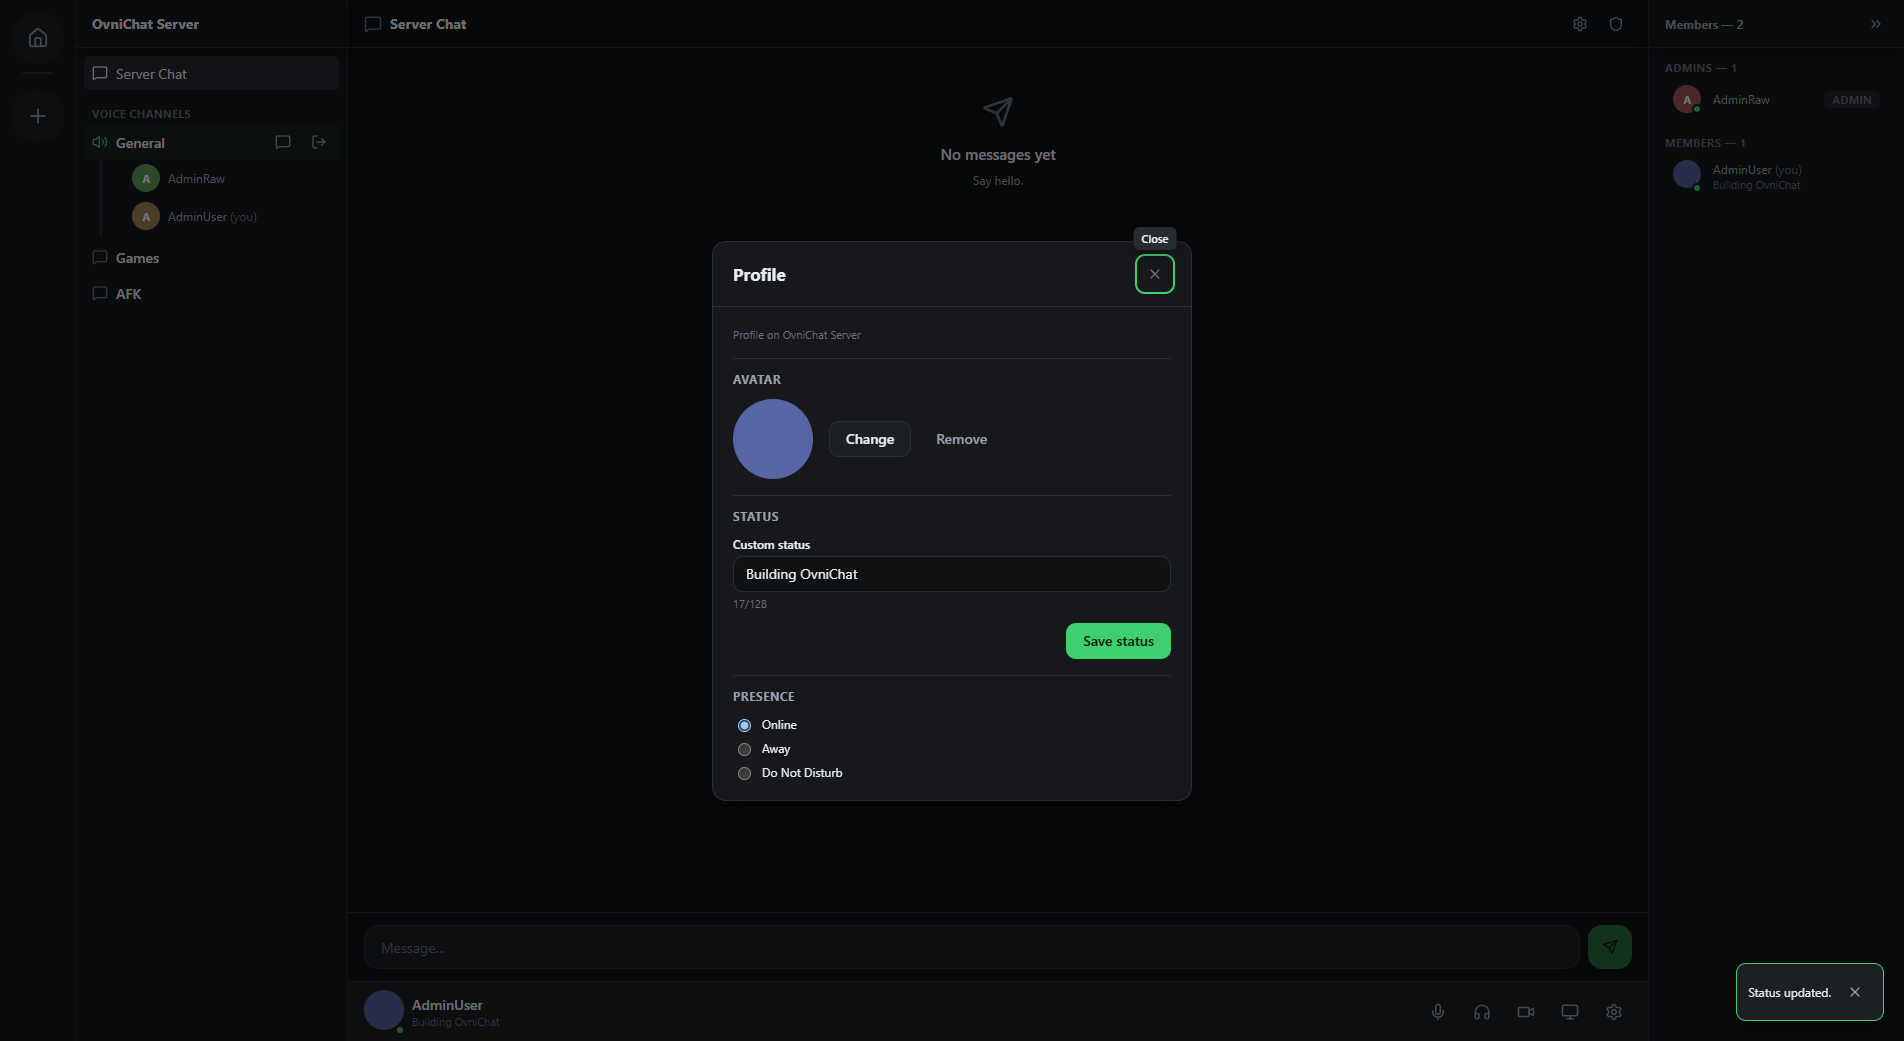 OvniChat Server
Server Chat
VOICE CHANNELS
General
A AdminRaw
A AdminUser (you)
Games
AFK
Server Chat
No messages yet
Say hello.
Close
Profile
Profile on OvniChat Server
AVATAR
Change Remove
STATUS
Custom status
Building OvniChat
17/128
Save status
PRESENCE
Online
Away
Do Not Disturb
Message...
AdminUser
Building OvniChat
Members — 2
ADMINS — 1
A AdminRaw ADMIN
MEMBERS — 1
AdminUser (you)
Building OvniChat
Status updated.